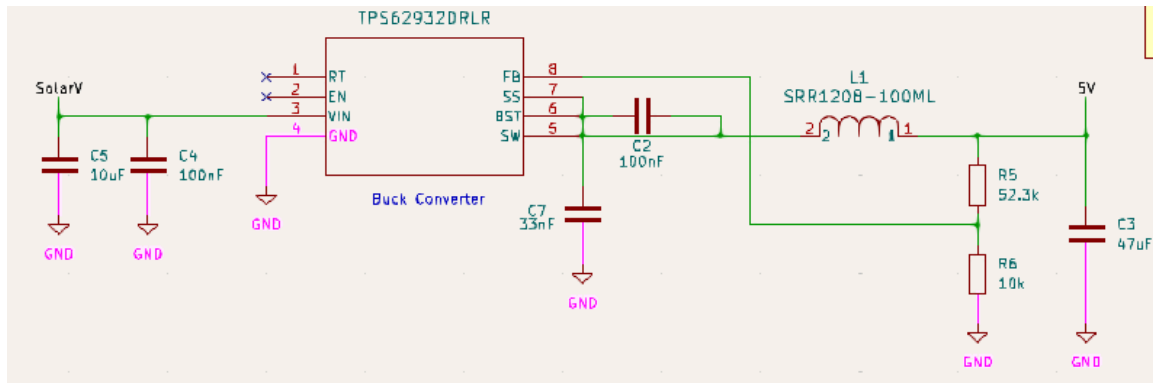 TPS62932DRLR
1 RT
2 EN
3 VIN
4 GND
FB 8
SS 7
BST 6
SW 5
Buck Converter
SolarV
C5
10uF
C4
100nF
GND
GND
GND
C2
100nF
C7
33nF
GND
L1
SRR1208-100ML
2 2 1 1
5V
R5
52.3k
R6
10k
C3
47uF
GND
GND